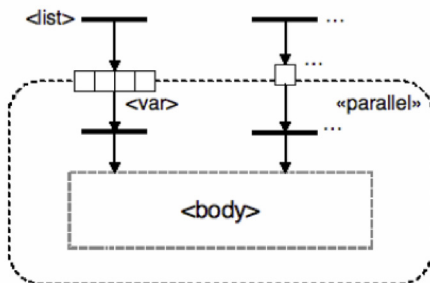 <list>
...
...
<var>
«parallel»
...
<body>